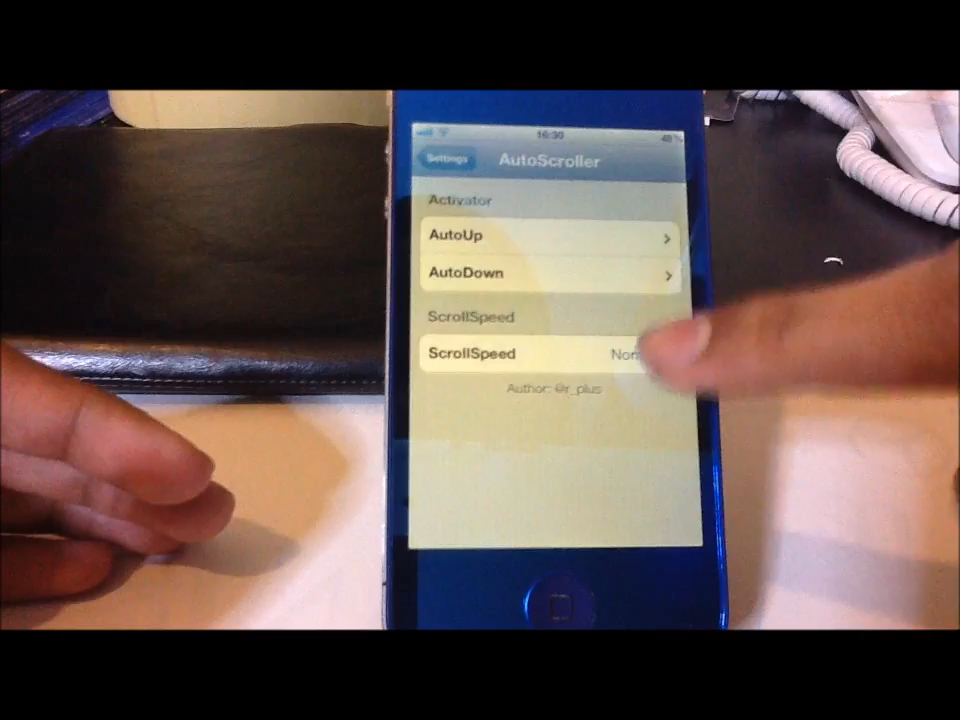 16:30
Settings
AutoScroller
Activator
AutoUp
AutoDown
ScrollSpeed
ScrollSpeed
Author: @r_plus